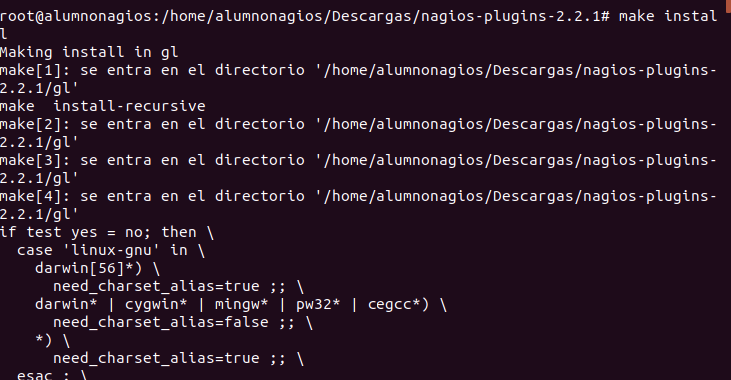 root@alumnonagios:/home/alumnonagios/Descargas/nagios-plugins-2.2.1# make instal
l
Making install in gl
make[1]: se entra en el directorio '/home/alumnonagios/Descargas/nagios-plugins-
2.2.1/gl'
make  install-recursive
make[2]: se entra en el directorio '/home/alumnonagios/Descargas/nagios-plugins-
2.2.1/gl'
make[3]: se entra en el directorio '/home/alumnonagios/Descargas/nagios-plugins-
2.2.1/gl'
make[4]: se entra en el directorio '/home/alumnonagios/Descargas/nagios-plugins-
2.2.1/gl'
if test yes = no; then \
  case 'linux-gnu' in \
    darwin[56]*) \
      need_charset_alias=true ;; \
    darwin* | cygwin* | mingw* | pw32* | cegcc*) \
      need_charset_alias=false ;; \
    *) \
      need_charset_alias=true ;; \
  esac ; \